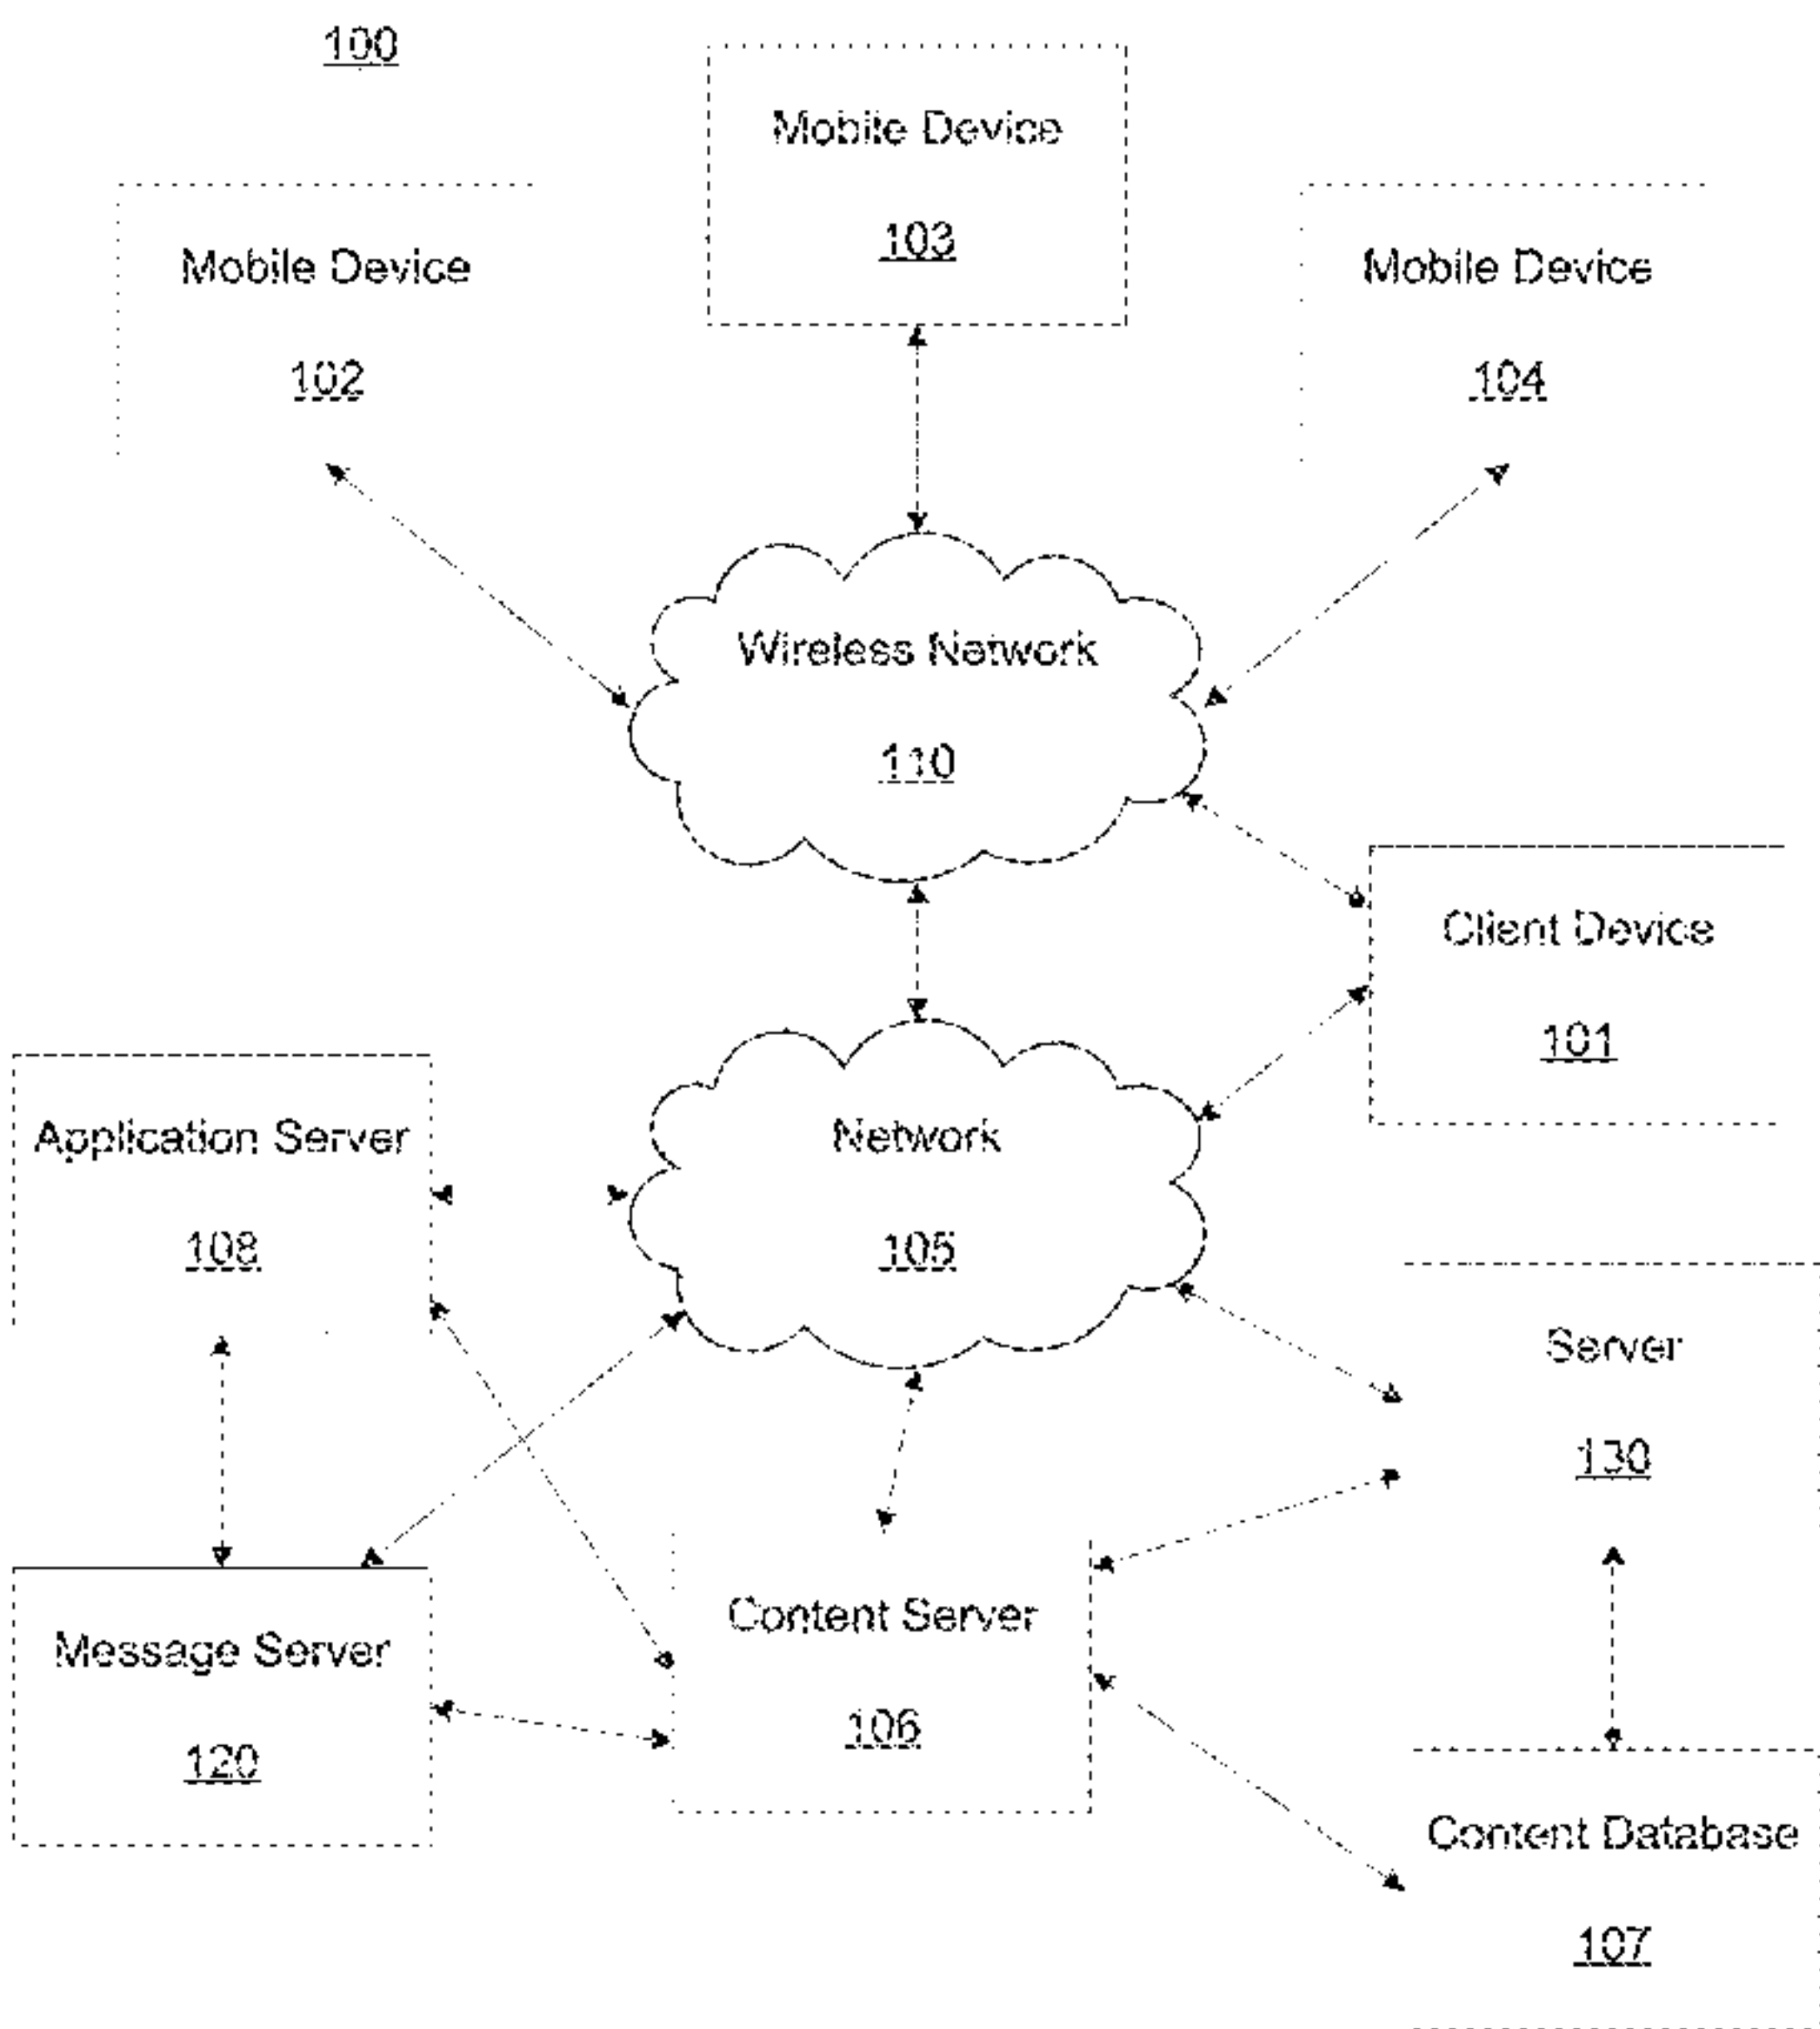 100
Mobile Device
103
Mobile Device
102
Mobile Device
104
Wireless Network
110
Client Device
101
Application Server
108
Network
105
Server
130
Message Server
120
Content Server
106
Content Database
107